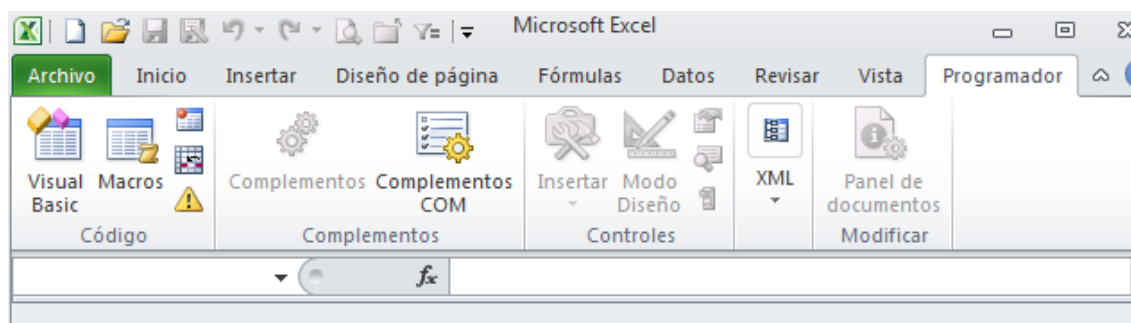 Microsoft Excel
Archivo Inicio Insertar Diseño de página Fórmulas Datos Revisar Vista Programador
Visual Basic Macros Complementos Complementos COM Insertar Modo Diseño XML Panel de documentos
Código Complementos Controles Modificar
fx